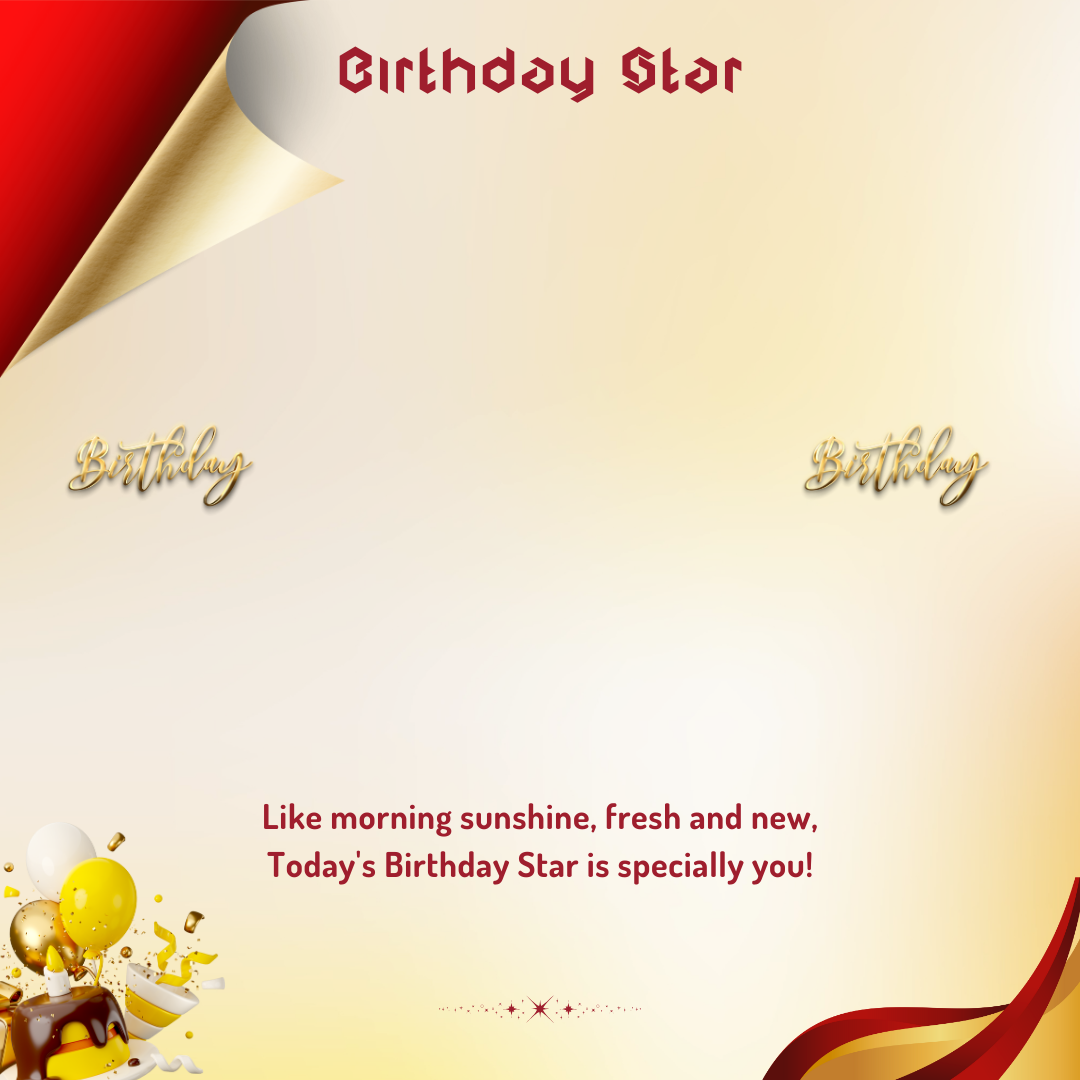 Birthday Star
Birthday
Birthday
Like morning sunshine, fresh and new,
Today's Birthday Star is specially you!